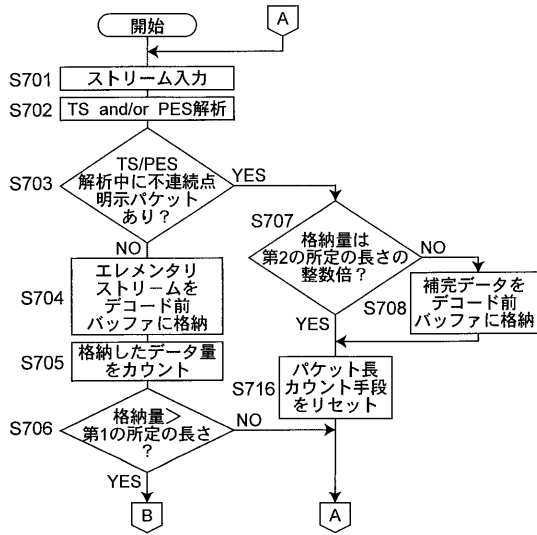 開始
A
S701
ストリーム入力
S702
TS and/or PES解析
S703
TS/PES
解析中に不連続点
明示パケット
あり?
YES
NO
S707
格納量は
第2の所定の長さの
整数倍?
NO
YES
S708
補完データを
デコード前
バッファに格納
S704
エレメンタリ
ストリームを
デコード前
バッファに格納
S705
格納したデータ量
をカウント
S716
パケット長
カウント手段
をリセット
S706
格納量>
第1の所定の長さ
?
NO
YES
B
A